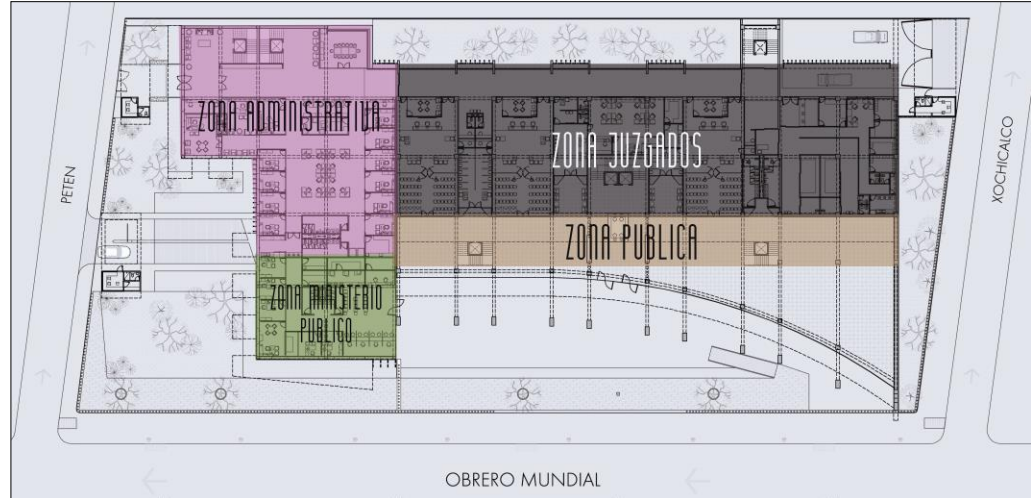 ZONA ADMINISTRATIVA
ZONA JUZGADOS
PETEN
XOCHICALCO
ZONA PUBLICA
ZONA MINISTERIO
PUBLICO
OBRERO MUNDIAL